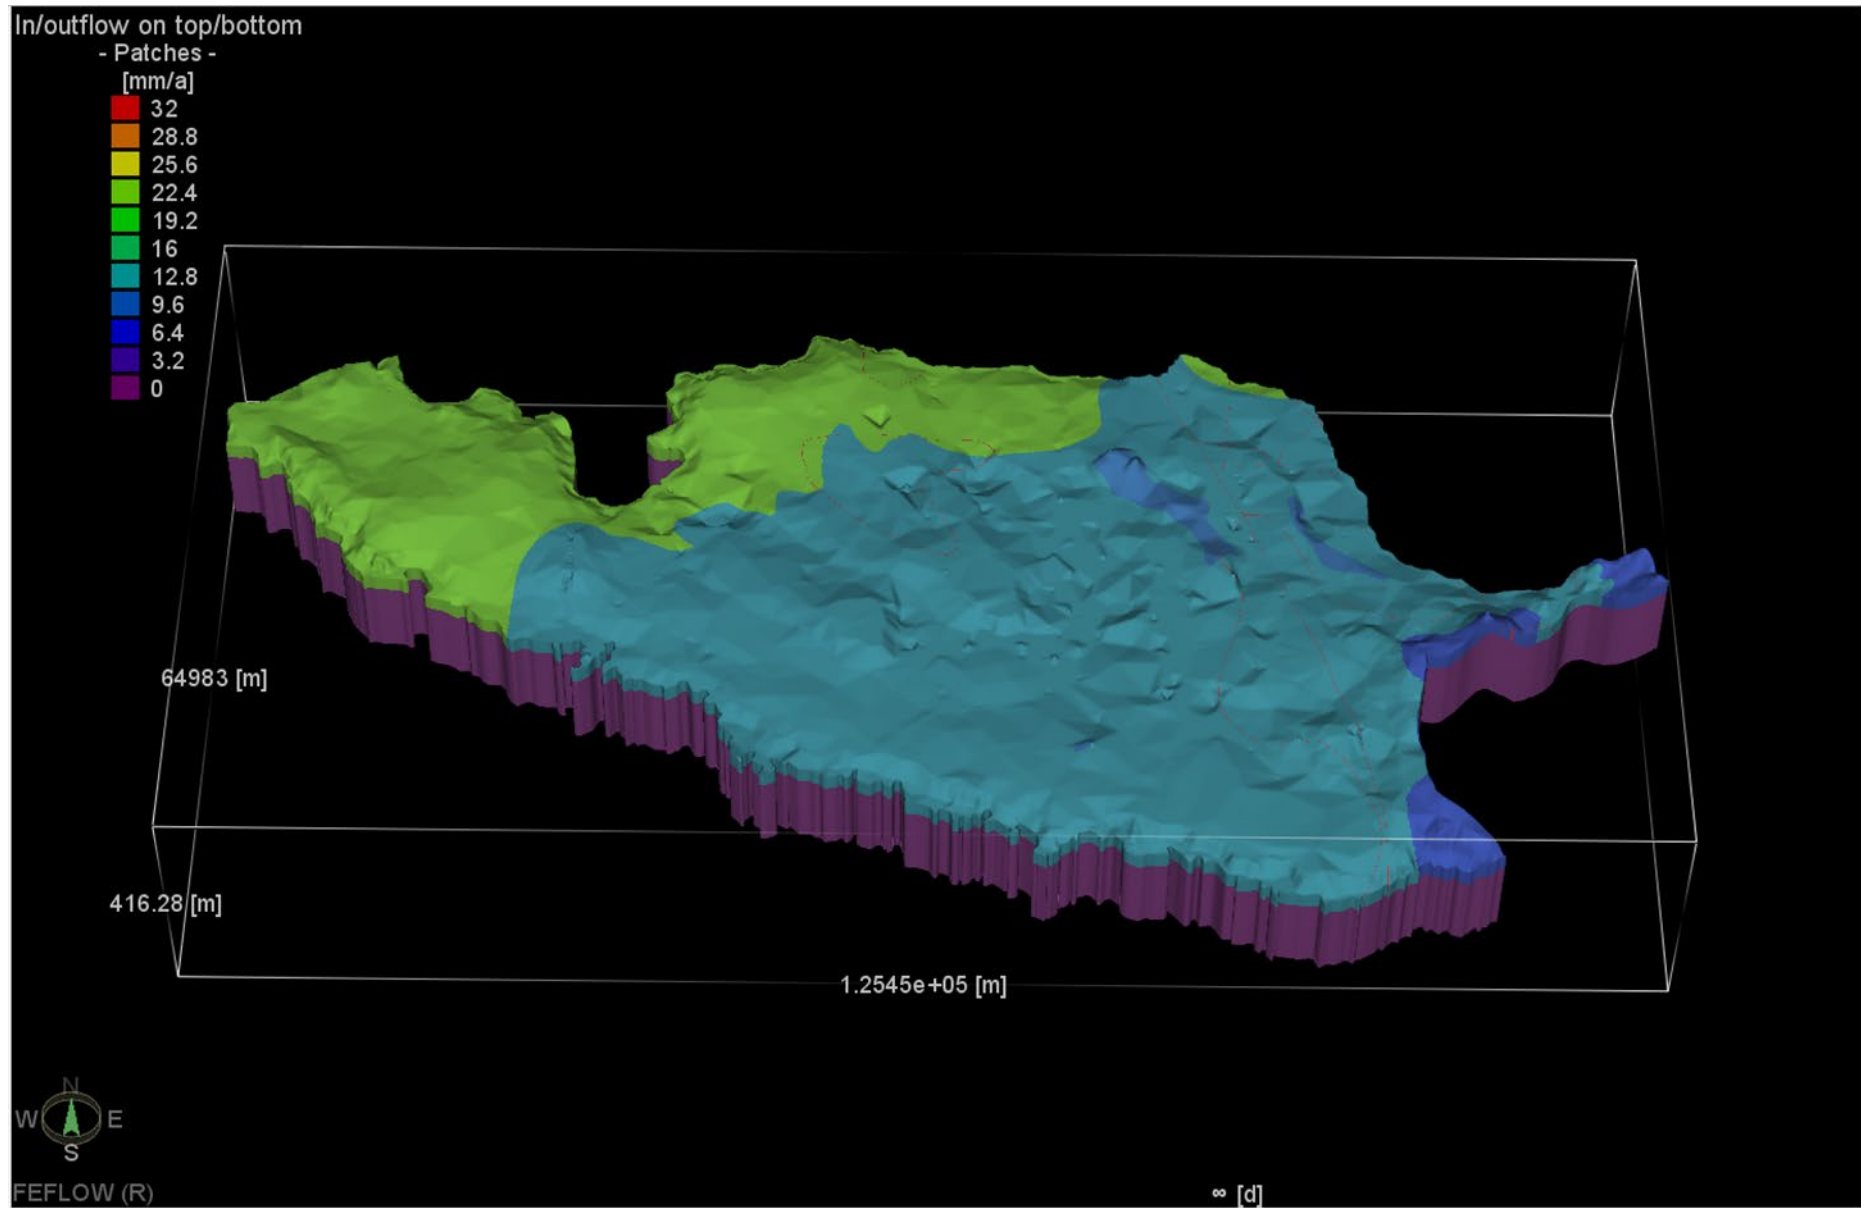 In/outflow on top/bottom
- Patches -
[mm/a]
32
28.8
25.6
22.4
19.2
16
12.8
9.6
6.4
3.2
0
64983 [m]
416.28 [m]
1.2545e+05 [m]
N
W E
S
FEFLOW (R)
∞ [d]